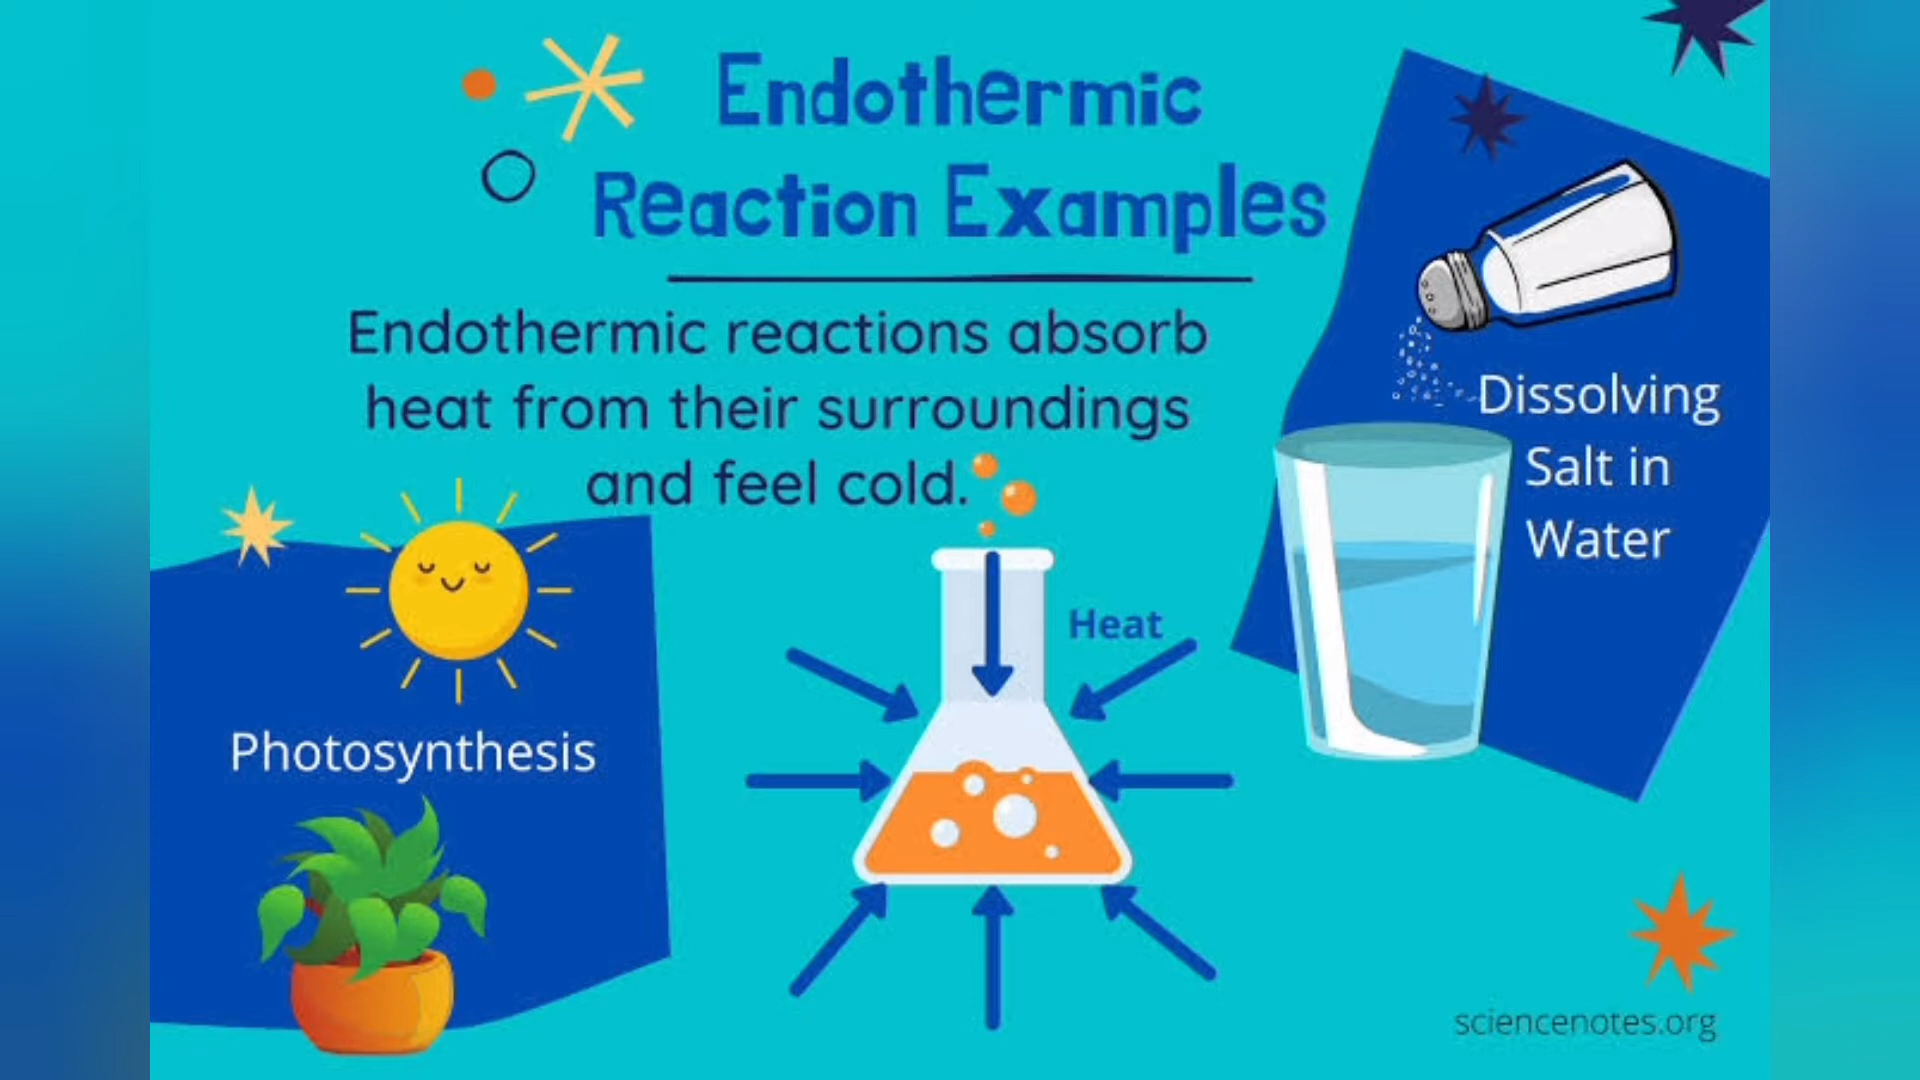 Endothermic
Reaction Examples
Endothermic reactions absorb
heat from their surroundings
and feel cold.
Dissolving
Salt in
Water
Heat
Photosynthesis
sciencenotes.org